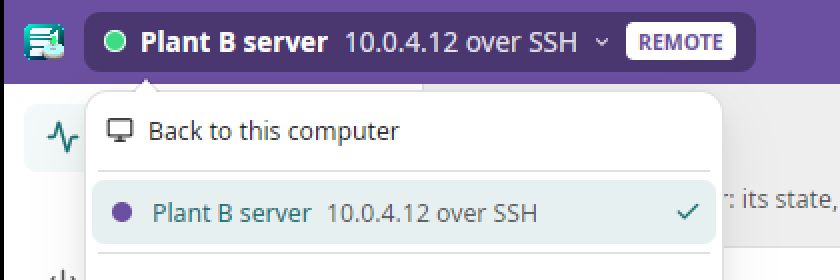 Plant B server 10.0.4.12 over SSH REMOTE
Back to this computer
Plant B server 10.0.4.12 over SSH
: its state,